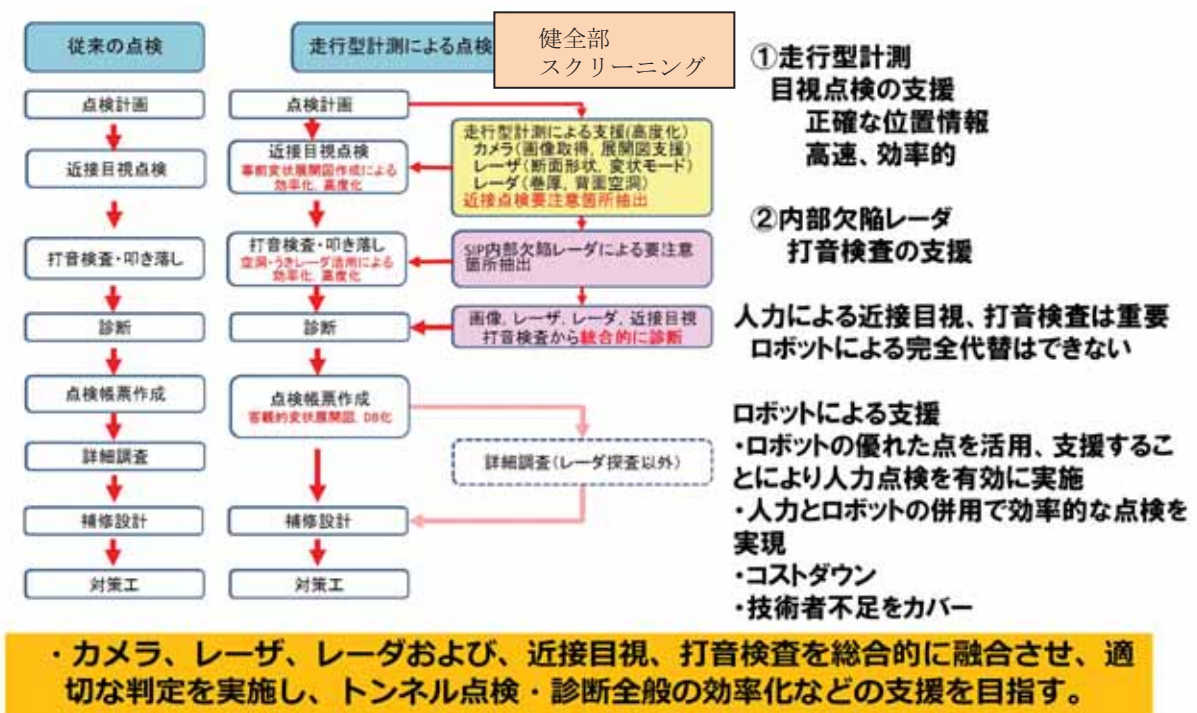 従来の点検
点検計画
近接目視点検
打音検査・叩き落し
診断
点検帳票作成
詳細調査
補修設計
対策工
走行型計測による点検
健全部
スクリーニング
点検計画
近接目視点検
事前変状展開図作成による
効率化、高度化
打音検査・叩き落し
空洞・うきレーダ活用による
効率化、高度化
診断
点検帳票作成
客観的変状展開図、DB化
補修設計
対策工
走行型計測による支援(高度化)
カメラ(画像取得、展開図支援)
レーザ(断面形状、変状モード)
レーダ(巻厚、背面空洞)
近接点検要注意箇所抽出
SIP内部欠陥レーダによる要注意
箇所抽出
画像、レーザ、レーダ、近接目視
打音検査から統合的に診断
詳細調査(レーダ探査以外)
①走行型計測
目視点検の支援
正確な位置情報
高速、効率的
②内部欠陥レーダ
打音検査の支援
人力による近接目視、打音検査は重要
ロボットによる完全代替はできない
ロボットによる支援
・ロボットの優れた点を活用、支援するこ
とにより人力点検を有効に実施
・人力とロボットの併用で効率的な点検を
実現
・コストダウン
・技術者不足をカバー
・カメラ、レーザ、レーダおよび、近接目視、打音検査を総合的に融合させ、適
切な判定を実施し、トンネル点検・診断全般の効率化などの支援を目指す。